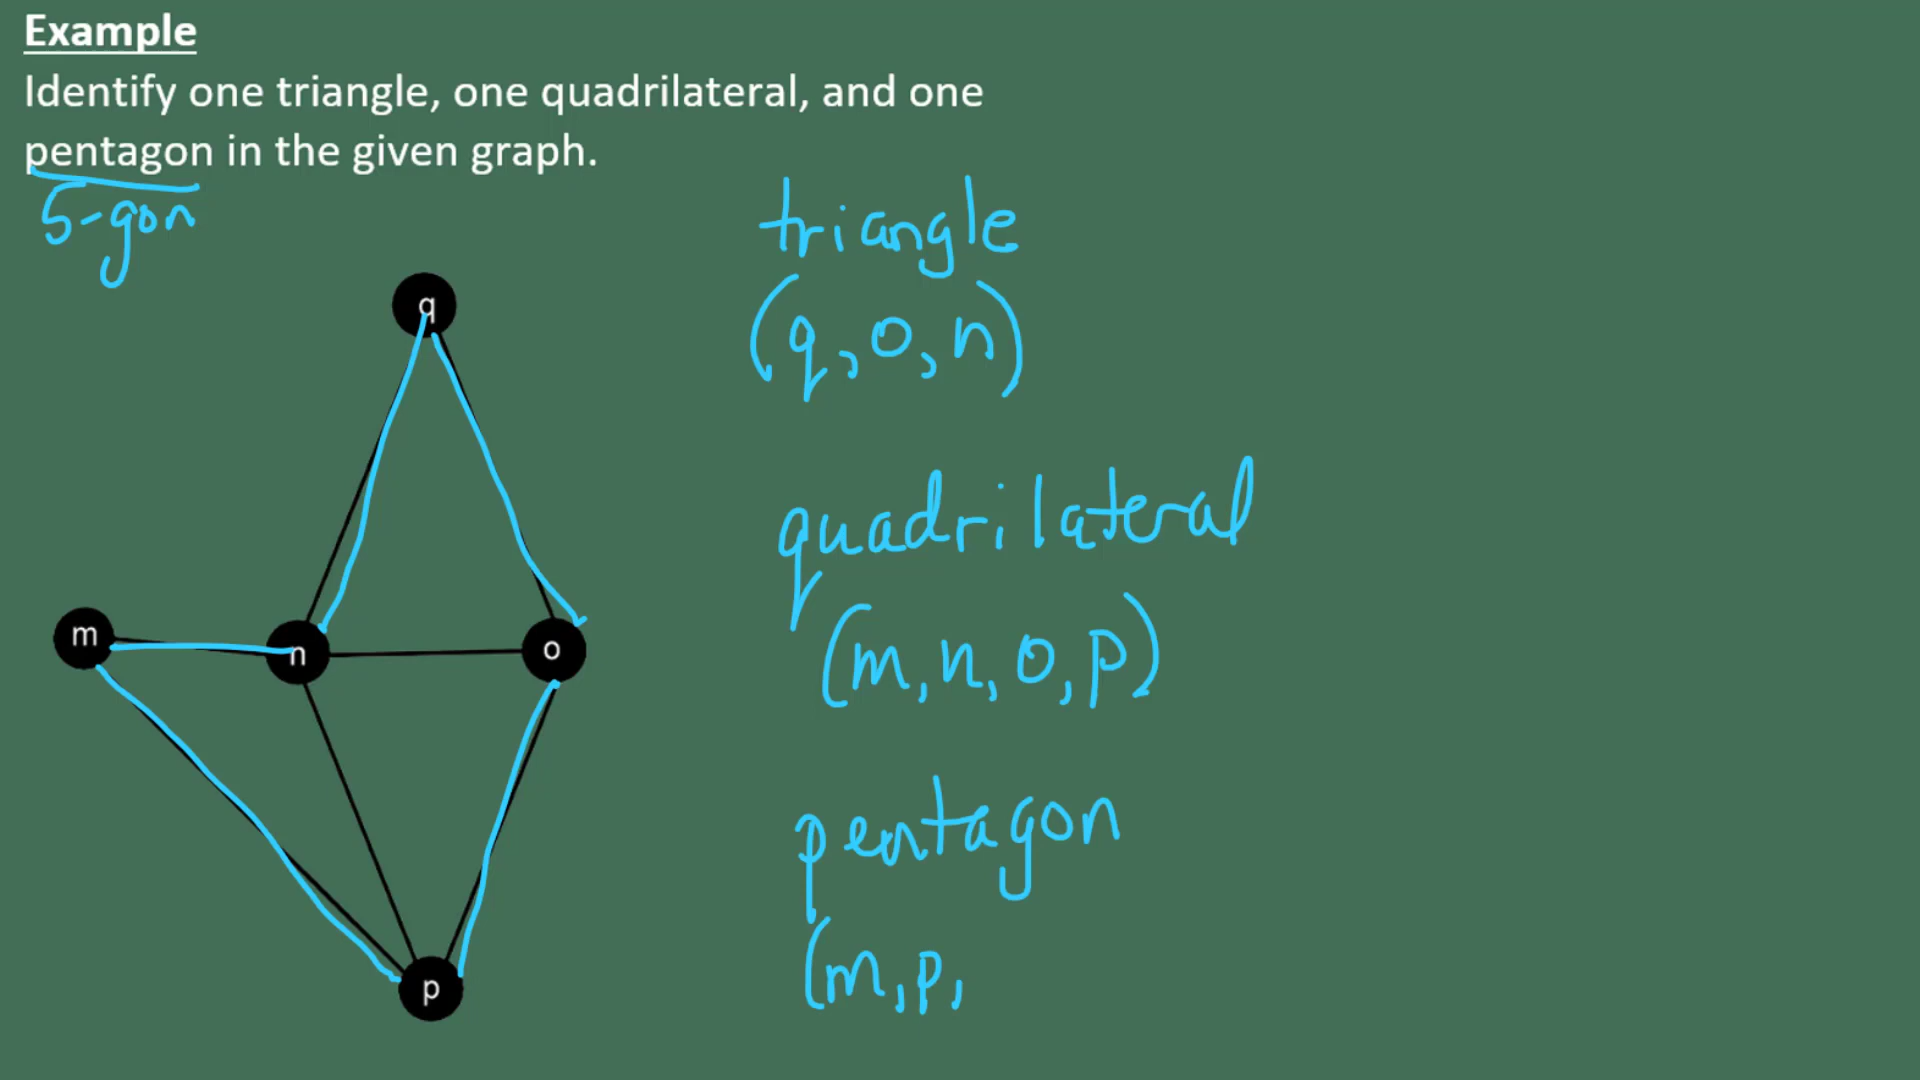 Example
Identify one triangle, one quadrilateral, and one
pentagon in the given graph.
5-gon
triangle
(q,o,n)
quadrilateral
(m,n,o,p)
pentagon
(m,p,
q
m
n
o
p